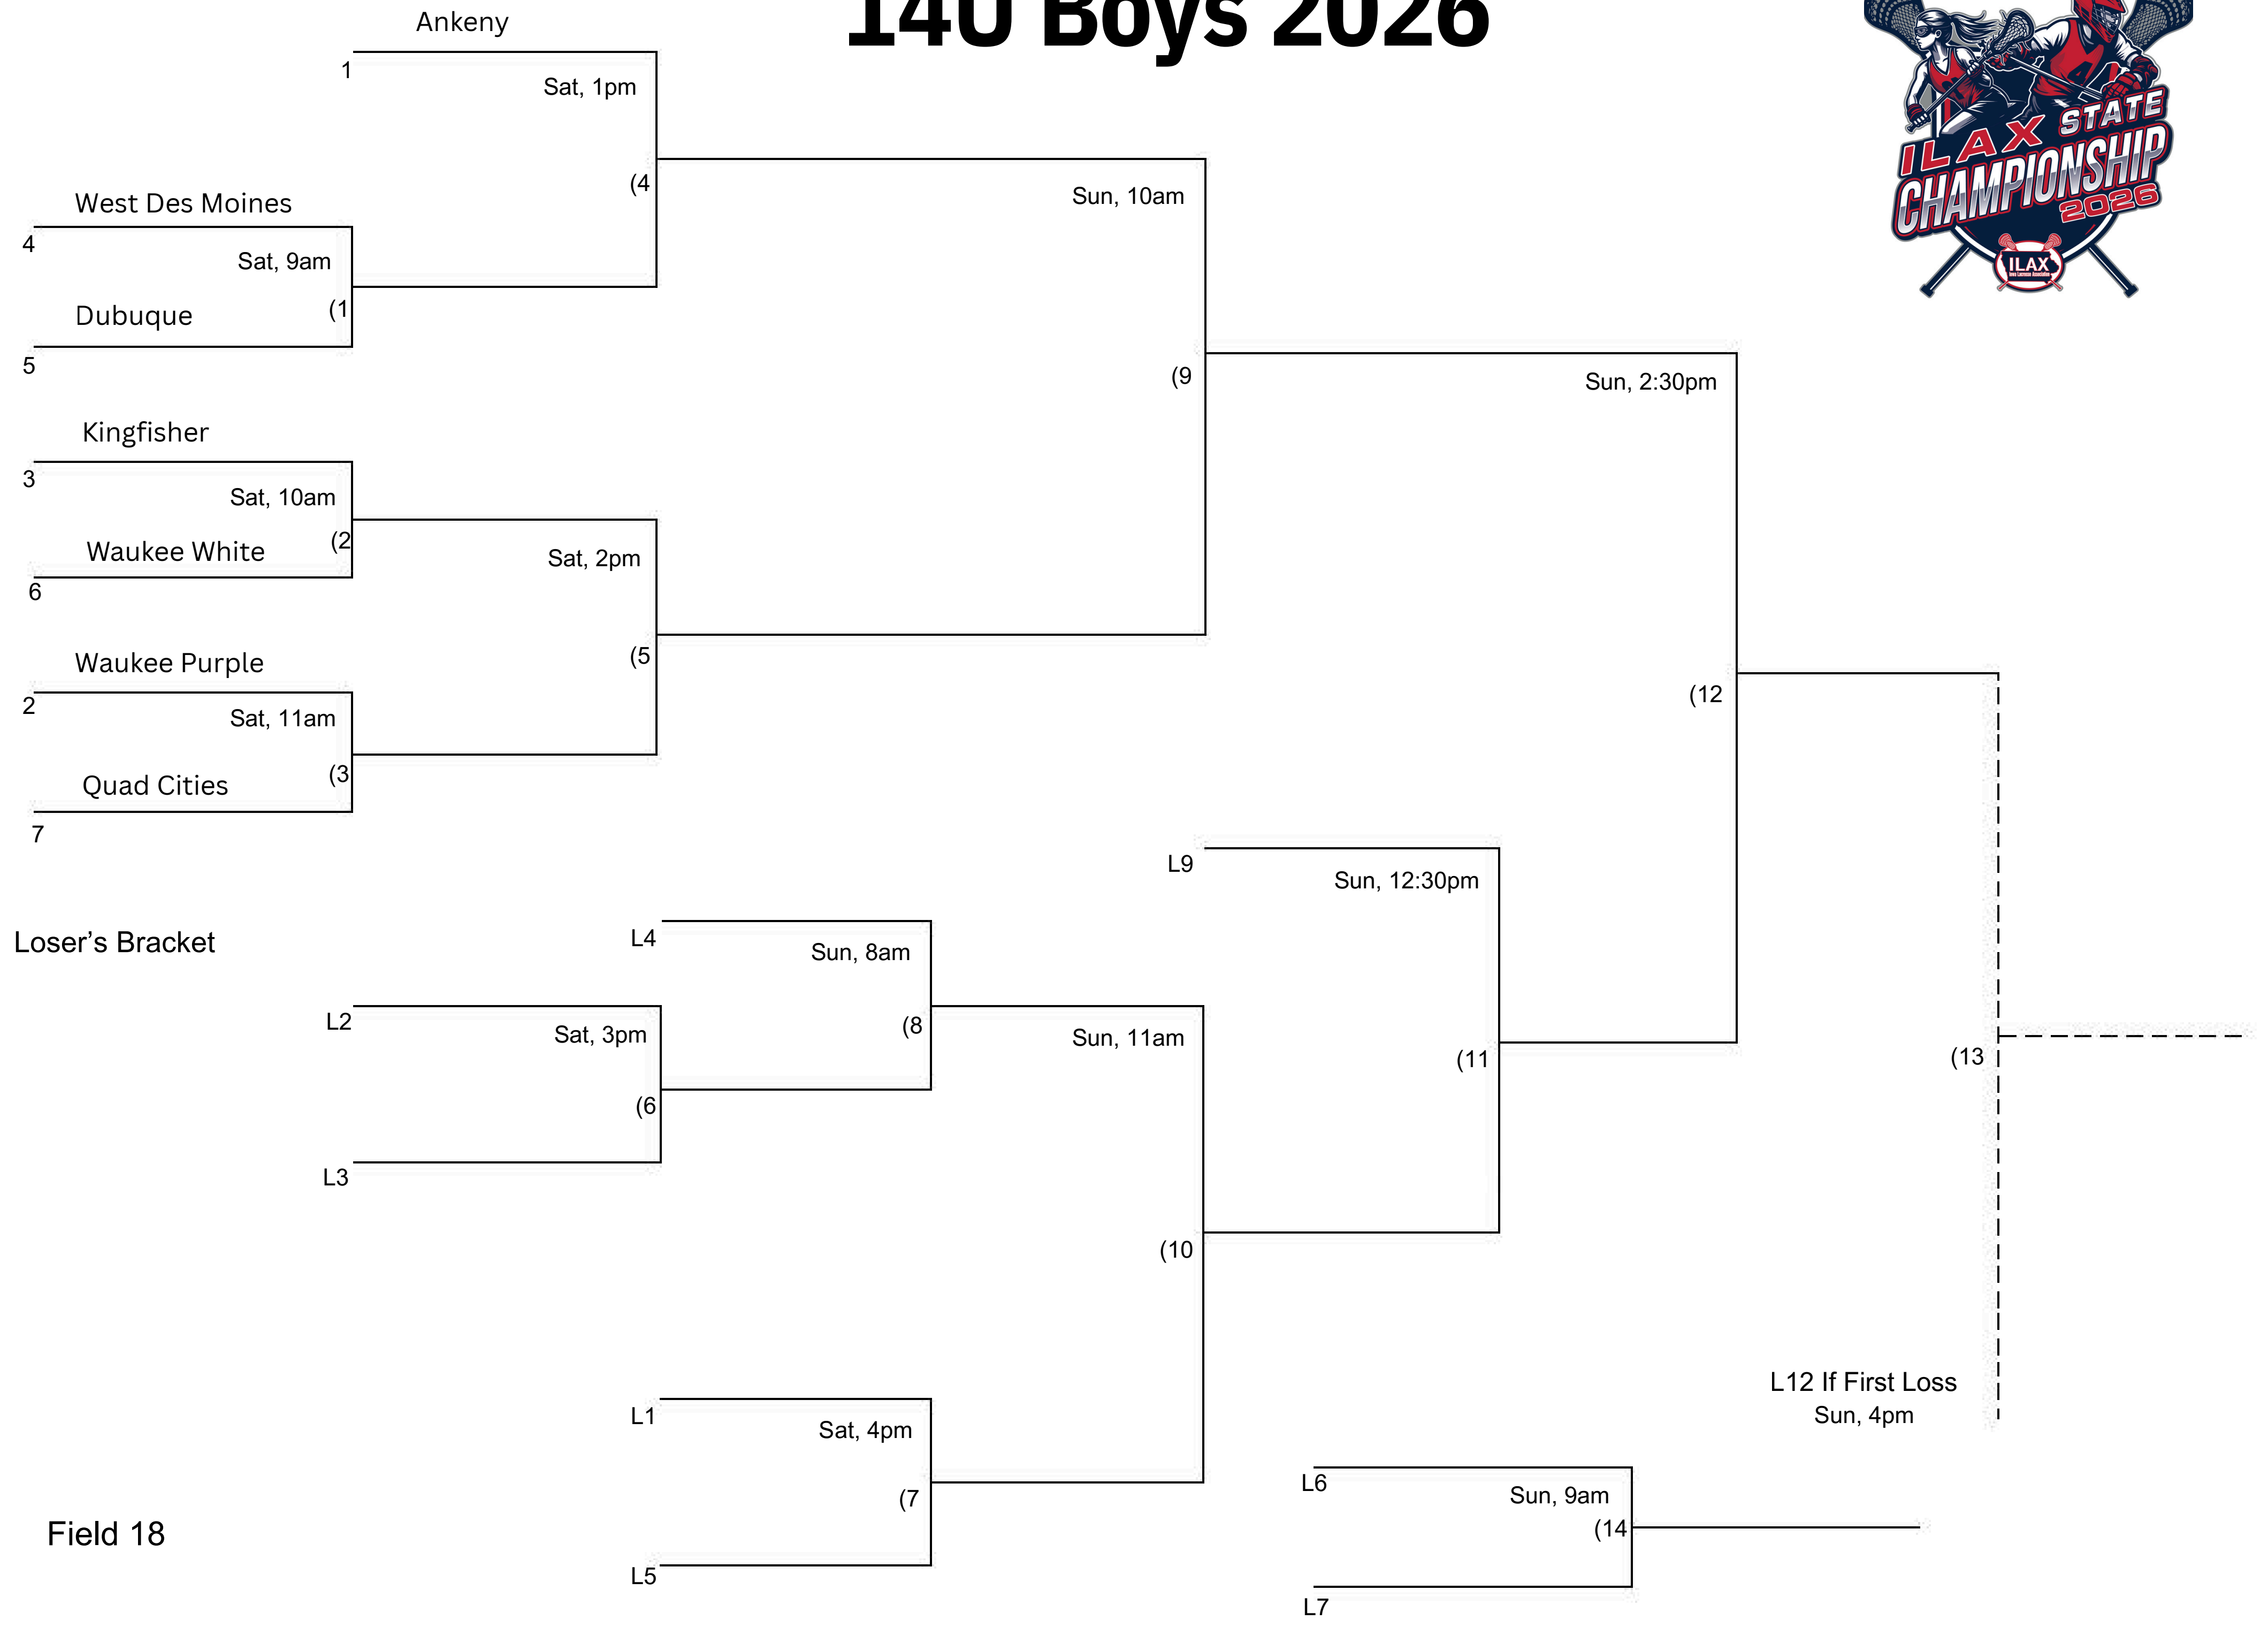 14U Boys 2026
Ankeny
1
Sat, 1pm
(4
Sun, 10am
West Des Moines
4
Sat, 9am
(1
Dubuque
5
ILAX STATE
CHAMPIONSHIP
2026
ILAX
Iowa Lacrosse Association
(9
Sun, 2:30pm
Kingfisher
3
Sat, 10am
(2
Waukee White
6
Sat, 2pm
(5
Waukee Purple
2
Sat, 11am
(3
Quad Cities
7
(12
L9
Sun, 12:30pm
Loser’s Bracket
L4
Sun, 8am
(8
L2
Sat, 3pm
(6
L3
Sun, 11am
(11
(13
(10
L1
Sat, 4pm
(7
L5
L12 If First Loss
Sun, 4pm
L6
Sun, 9am
(14
L7
Field 18